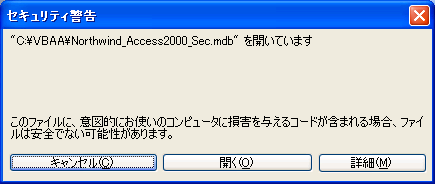 セキュリティ警告
"C:¥VBAA¥Northwind_Access2000_Sec.mdb" を開いています
このファイルに、意図的にお使いのコンピュータに損害を与えるコードが含まれる場合、ファイ
ルは安全でない可能性があります。
キャンセル(C) 開く(O) 詳細(M)